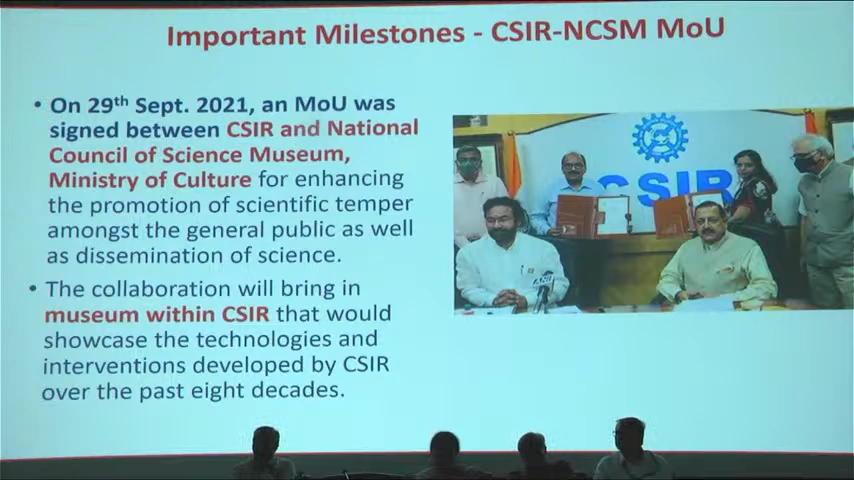 Important Milestones - CSIR-NCSM MoU
• On 29th Sept. 2021, an MoU was
signed between CSIR and National
Council of Science Museum,
Ministry of Culture for enhancing
the promotion of scientific temper
amongst the general public as well
as dissemination of science.
• The collaboration will bring in
museum within CSIR that would
showcase the technologies and
interventions developed by CSIR
over the past eight decades.
CSIR
ANI